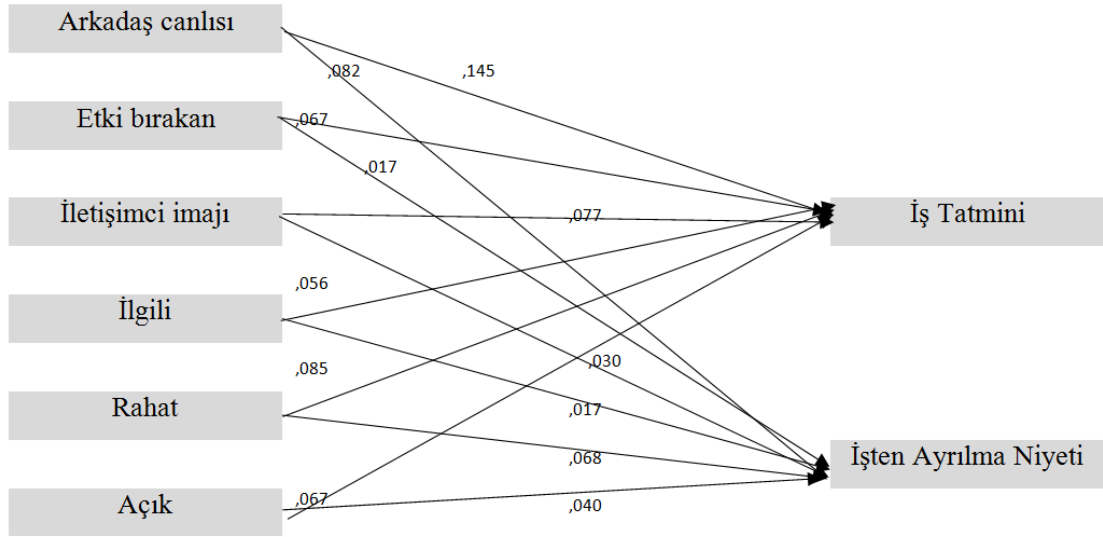 Arkadaş canlısı
,082
,145
Etki bırakan
,067
,017
İletişimci imajı
,077
İş Tatmini
,056
İlgili
,030
,085
Rahat
,017
,068
İşten Ayrılma Niyeti
Açık
,067
,040